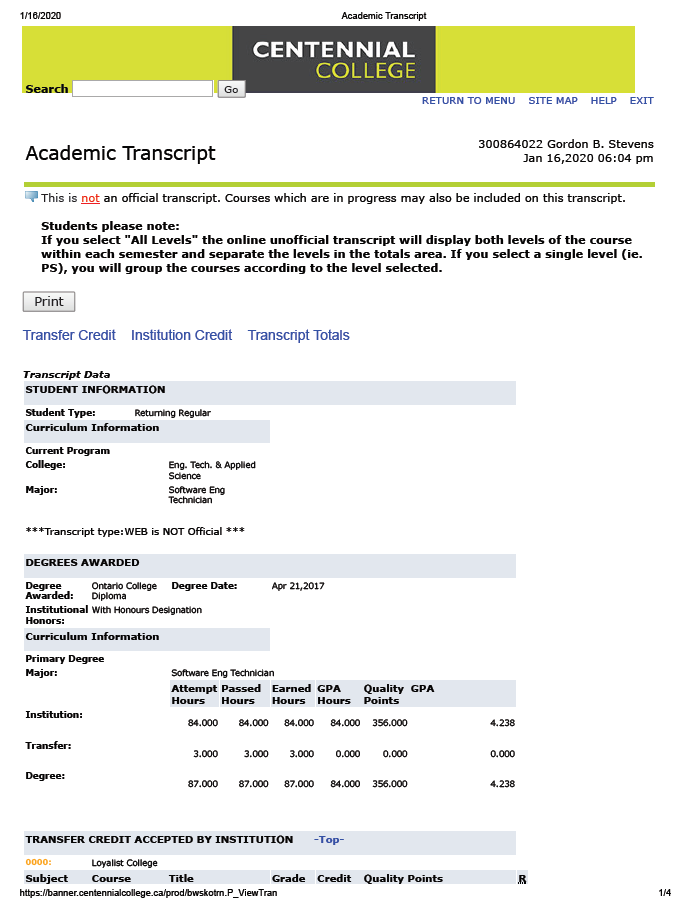 1/16/2020 Academic Transcript
CENTENNIAL
COLLEGE
Search Go
RETURN TO MENU SITE MAP HELP EXIT
300864022 Gordon B. Stevens
Academic Transcript
Jan 16,2020 06:04 pm
This is not an official transcript. Courses which are in progress may also be included on this transcript.
Students please note:
If you select "All Levels" the online unofficial transcript will display both levels of the course
within each semester and separate the levels in the totals area. If you select a single level (ie.
PS), you will group the courses according to the level selected.
Print
Transfer Credit Institution Credit Transcript Totals
Transcript Data
STUDENT INFORMATION
Student Type: Returning Regular
Curriculum Information
Current Program
College: Eng. Tech. & Applied
Science
Major: Software Eng
Technician
***Transcript type:WEB is NOT Official ***
DEGREES AWARDED
Degree Ontario College Degree Date: Apr 21,2017
Awarded: Diploma
Institutional With Honours Designation
Honors:
Curriculum Information
Primary Degree
Major: Software Eng Technician
Attempt Passed Earned GPA Quality GPA
Hours Hours Hours Hours Points
Institution: 84.000 84.000 84.000 84.000 356.000 4.238
Transfer: 3.000 3.000 3.000 0.000 0.000 0.000
Degree: 87.000 87.000 87.000 84.000 356.000 4.238
TRANSFER CREDIT ACCEPTED BY INSTITUTION -Top-
0000: Loyalist College
Subject Course Title Grade Credit Quality Points R
https://banner.centennialcollege.ca/prod/bwskotrn.P_ViewTran 1/4